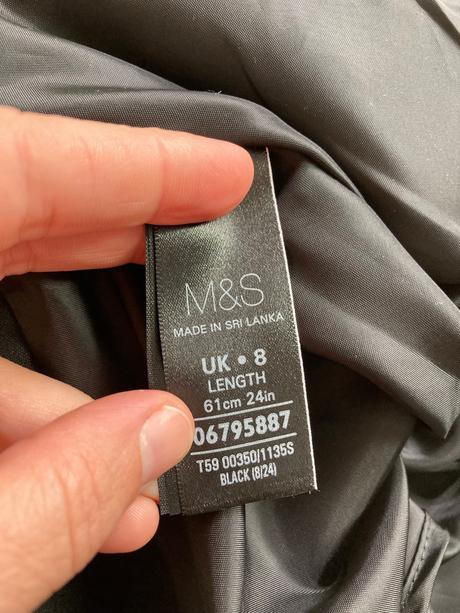 M&S
MADE IN SRI LANKA
UK • 8
LENGTH
61cm 24in
06795887
T59 00350/1135S
BLACK (8/24)